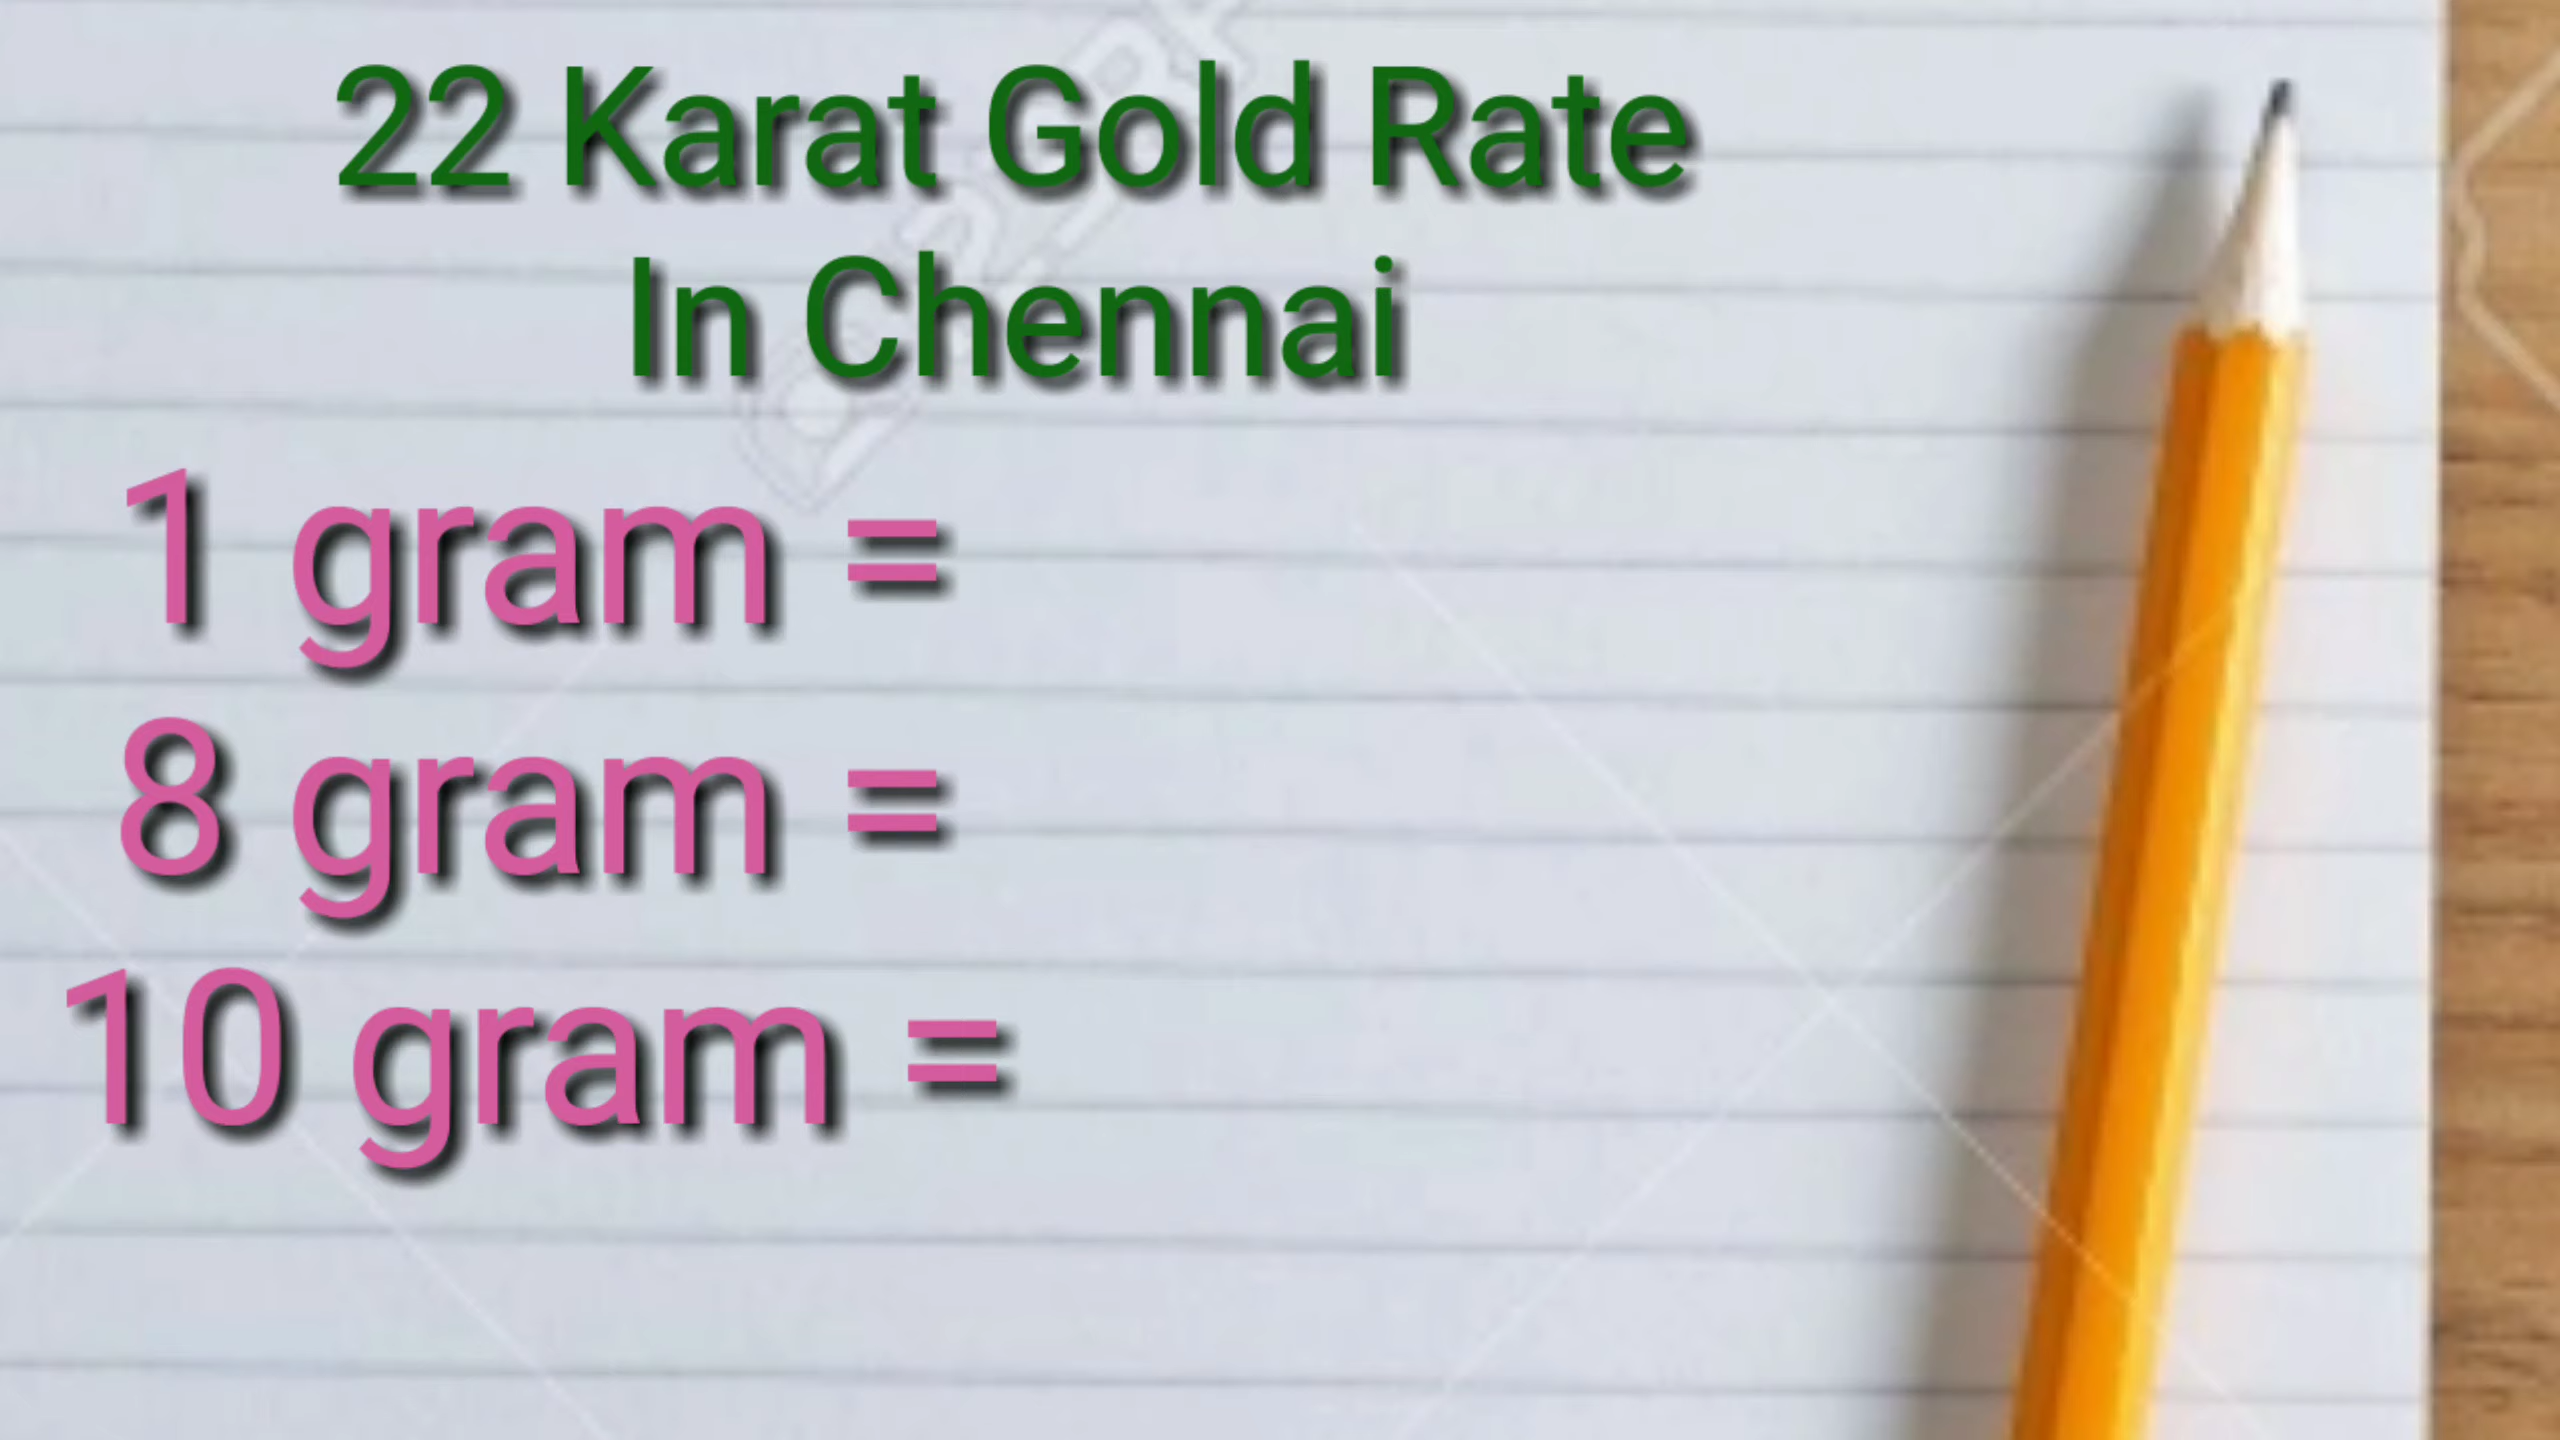 22 Karat Gold Rate
In Chennai
1 gram =
8 gram =
10 gram =